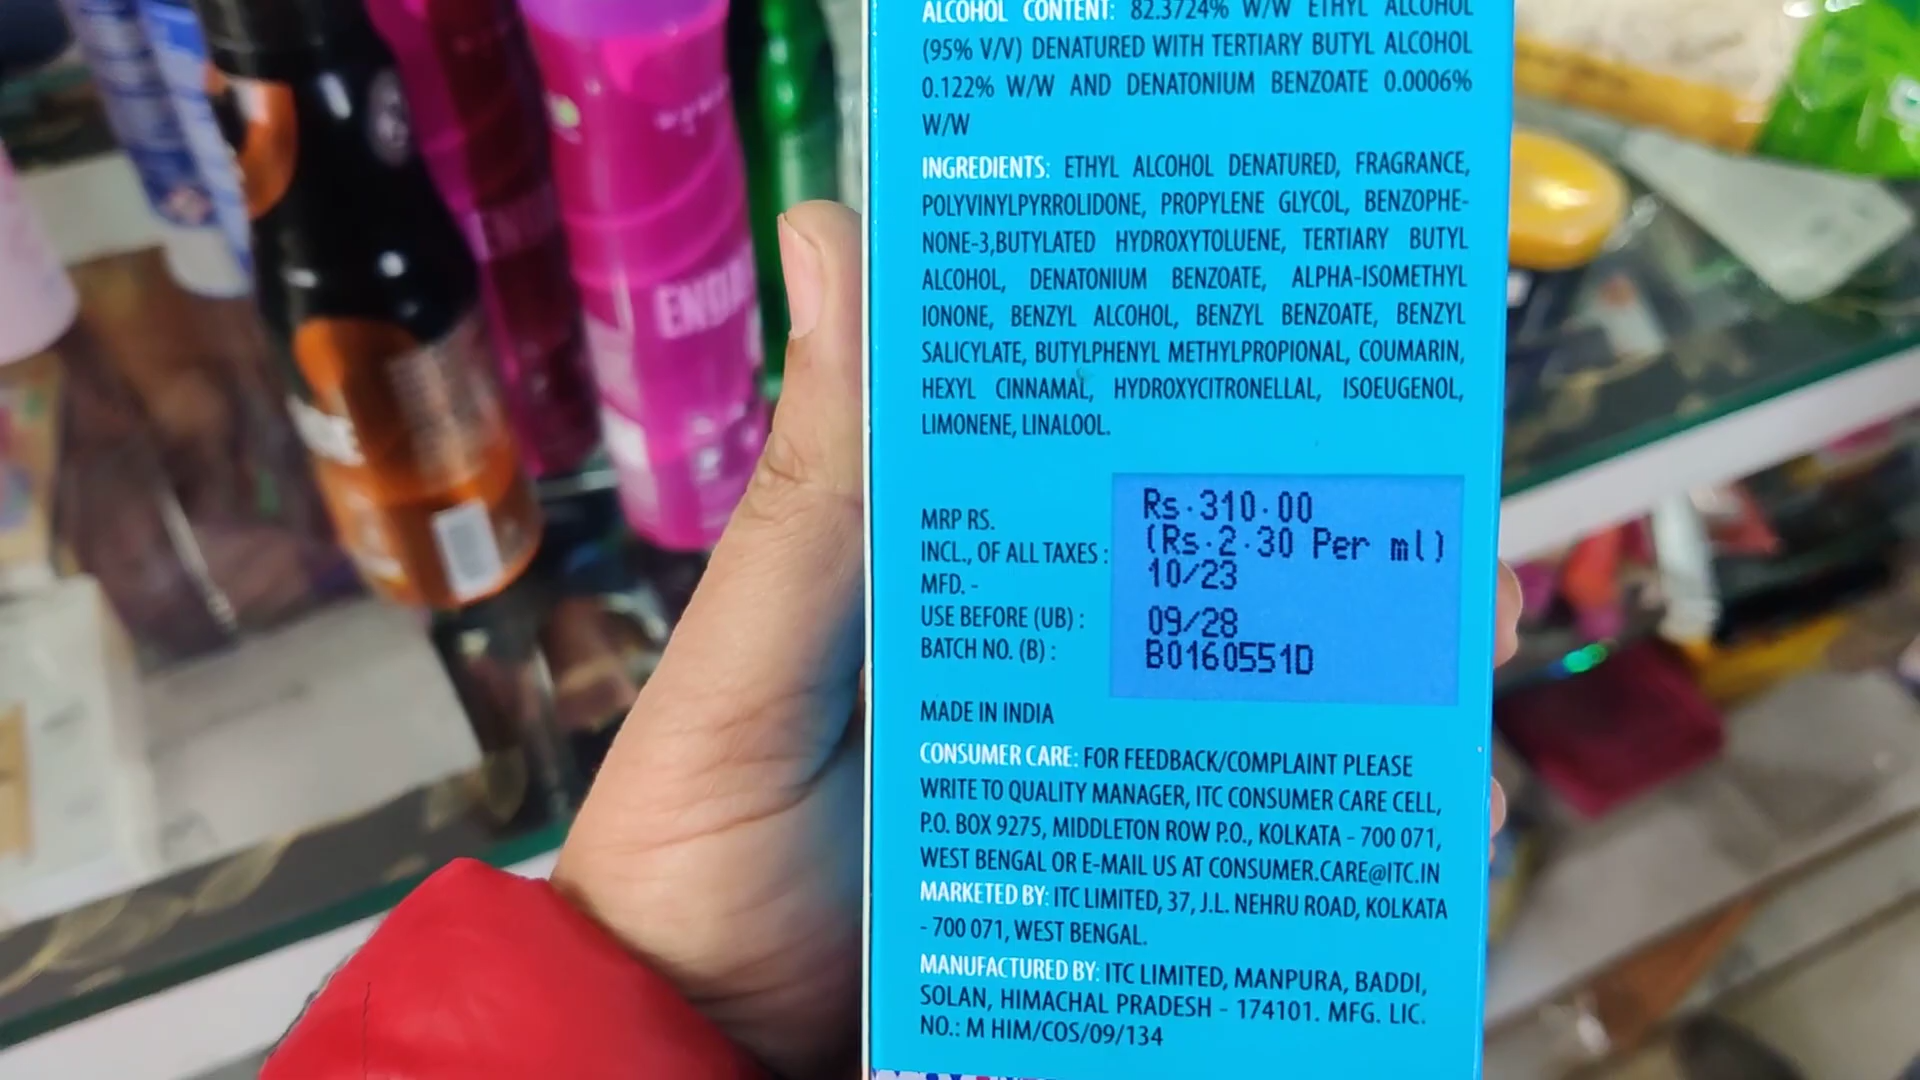 ALCOHOL CONTENT: 82.3724% W/W ETHYL ALCOHOL
(95% V/V) DENATURED WITH TERTIARY BUTYL ALCOHOL
0.122% W/W AND DENATONIUM BENZOATE 0.0006%
W/W
INGREDIENTS: ETHYL ALCOHOL DENATURED, FRAGRANCE,
POLYVINYLPYRROLIDONE, PROPYLENE GLYCOL, BENZOPHE-
NONE-3,BUTYLATED HYDROXYTOLUENE, TERTIARY BUTYL
ALCOHOL, DENATONIUM BENZOATE, ALPHA-ISOMETHYL
IONONE, BENZYL ALCOHOL, BENZYL BENZOATE, BENZYL
SALICYLATE, BUTYLPHENYL METHYLPROPIONAL, COUMARIN,
HEXYL CINNAMAL, HYDROXYCITRONELLAL, ISOEUGENOL,
LIMONENE, LINALOOL.
MRP RS. Rs.310.00
INCL., OF ALL TAXES : (Rs.2.30 Per ml)
MFD. - 10/23
USE BEFORE (UB) : 09/28
BATCH NO. (B) : B0160551D
MADE IN INDIA
CONSUMER CARE: FOR FEEDBACK/COMPLAINT PLEASE
WRITE TO QUALITY MANAGER, ITC CONSUMER CARE CELL,
P.O. BOX 9275, MIDDLETON ROW P.O., KOLKATA - 700 071,
WEST BENGAL OR E-MAIL US AT CONSUMER.CARE@ITC.IN
MARKETED BY: ITC LIMITED, 37, J.L. NEHRU ROAD, KOLKATA
- 700 071, WEST BENGAL.
MANUFACTURED BY: ITC LIMITED, MANPURA, BADDI,
SOLAN, HIMACHAL PRADESH - 174101. MFG. LIC.
NO.: M HIM/COS/09/134